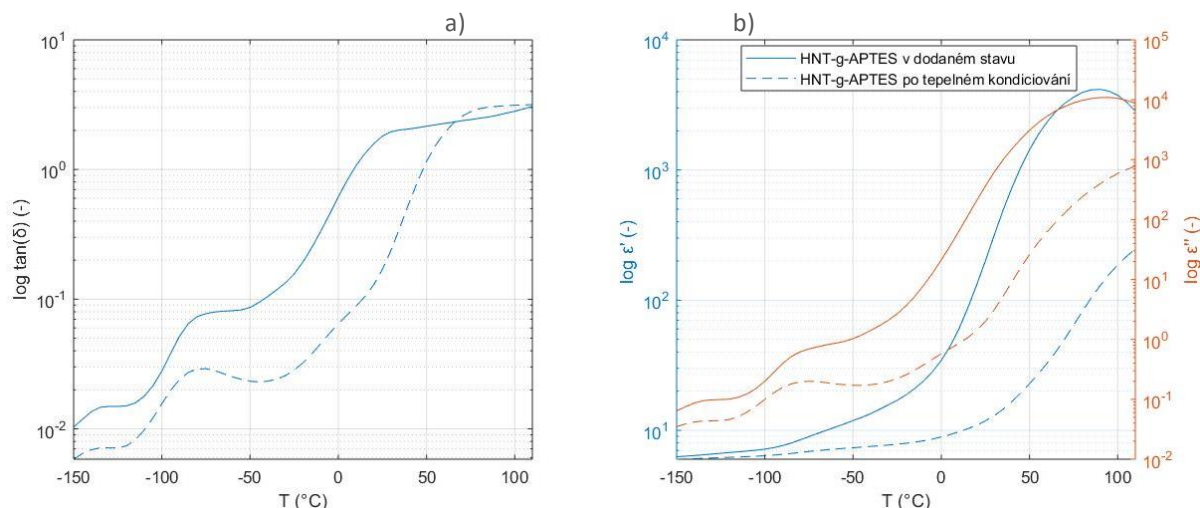 a)
b)
10^1
10^0
10^-1
10^-2
log tan(δ) (-)
-150 -100 -50 0 50 100
T (°C)
HNT-g-APTES v dodaném stavu
HNT-g-APTES po tepelném kondiciování
10^4
10^3
10^2
10^1
log ε' (-)
10^5
10^4
10^3
10^2
10^1
10^0
10^-1
10^-2
log ε" (-)
-150 -100 -50 0 50 100
T (°C)